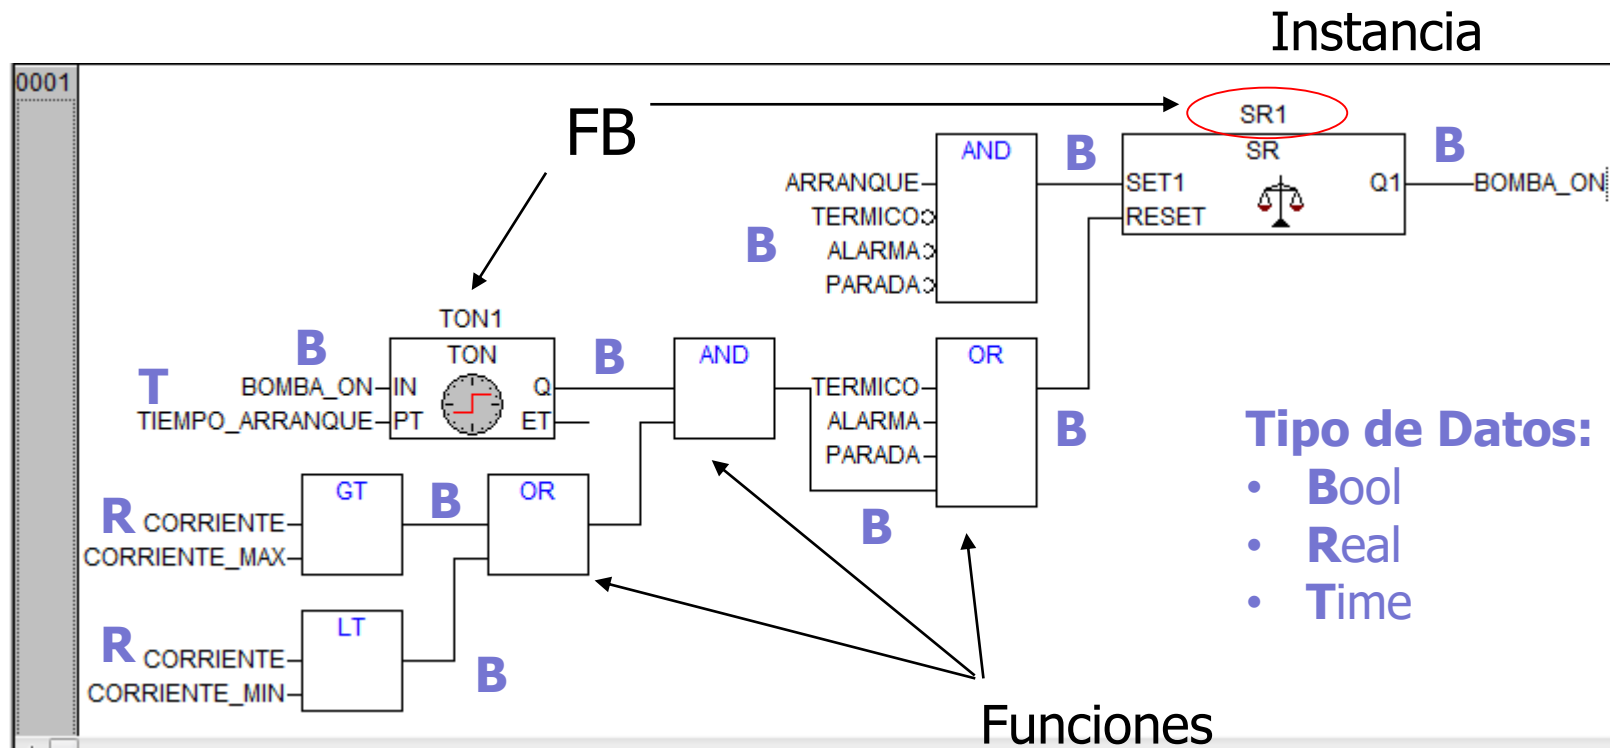 Instancia
0001
FB
SR1
B
AND
B
SR
ARRANQUE
SET1
Q1
BOMBA_ON
TERMICO
RESET
B
ALARMA
PARADA
TON1
B
TON
B
AND
OR
T
BOMBA_ON
IN
Q
TERMICO
TIEMPO_ARRANQUE
PT
ET
ALARMA
B
Tipo de Datos:
PARADA
GT
B
OR
• Bool
R
CORRIENTE
B
CORRIENTE_MAX
• Real
LT
• Time
R
CORRIENTE
B
CORRIENTE_MIN
Funciones